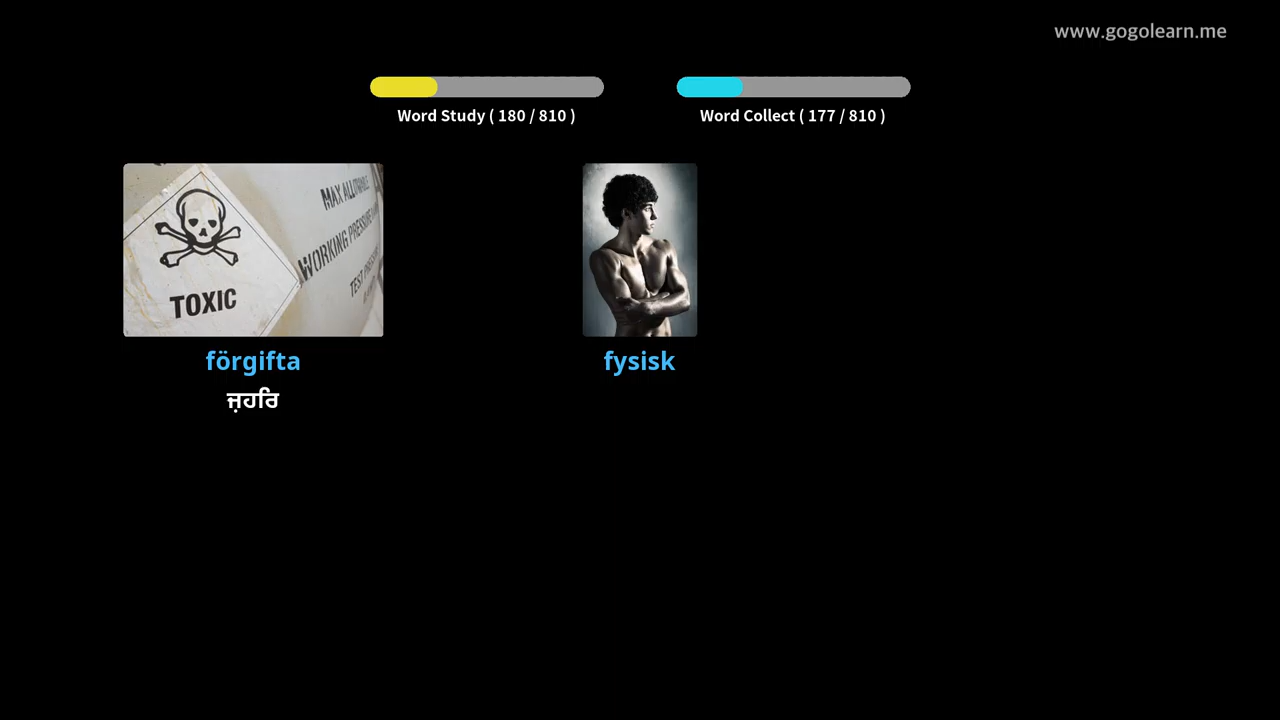 www.gogolearn.me
Word Study ( 180 / 810 )
Word Collect ( 177 / 810 )
MAX ALLOWABLE
WORKING PRESSURE
TEST
TOXIC
förgifta
fysisk
ਜ਼ਹਰਿ